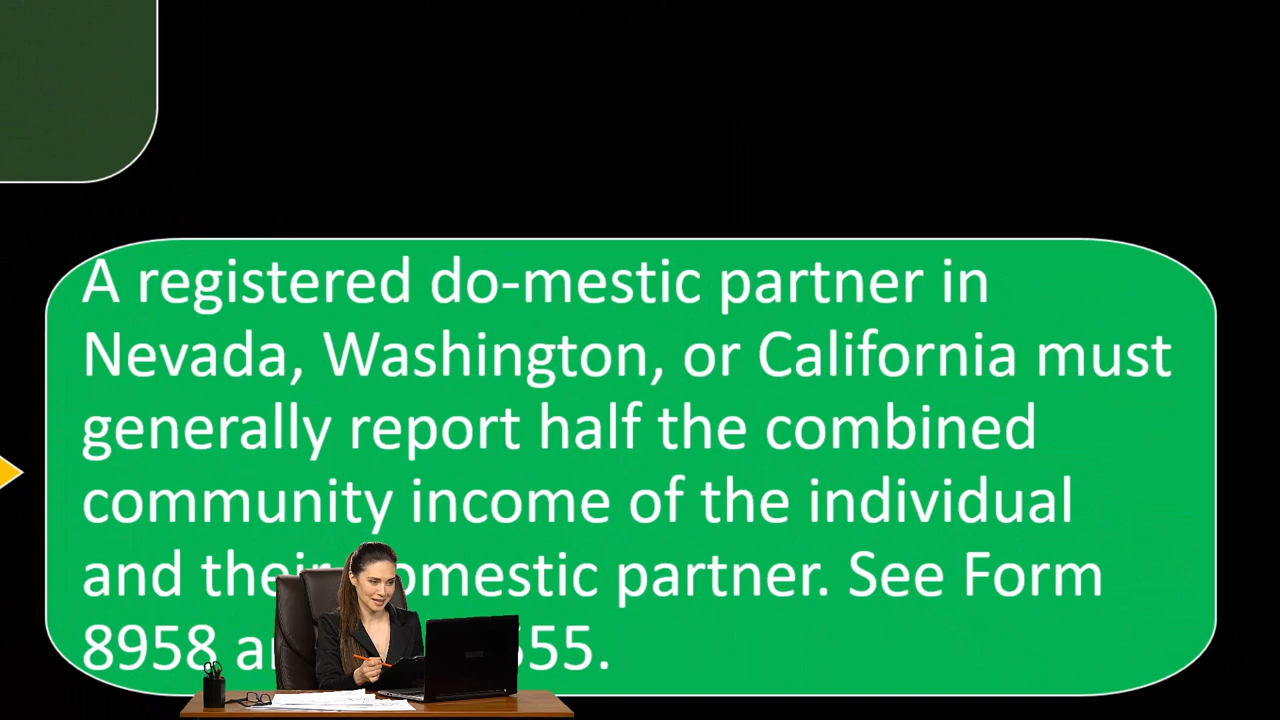 A registered do-mestic partner in
Nevada, Washington, or California must
generally report half the combined
community income of the individual
and their omestic partner. See Form
8958 a 55.